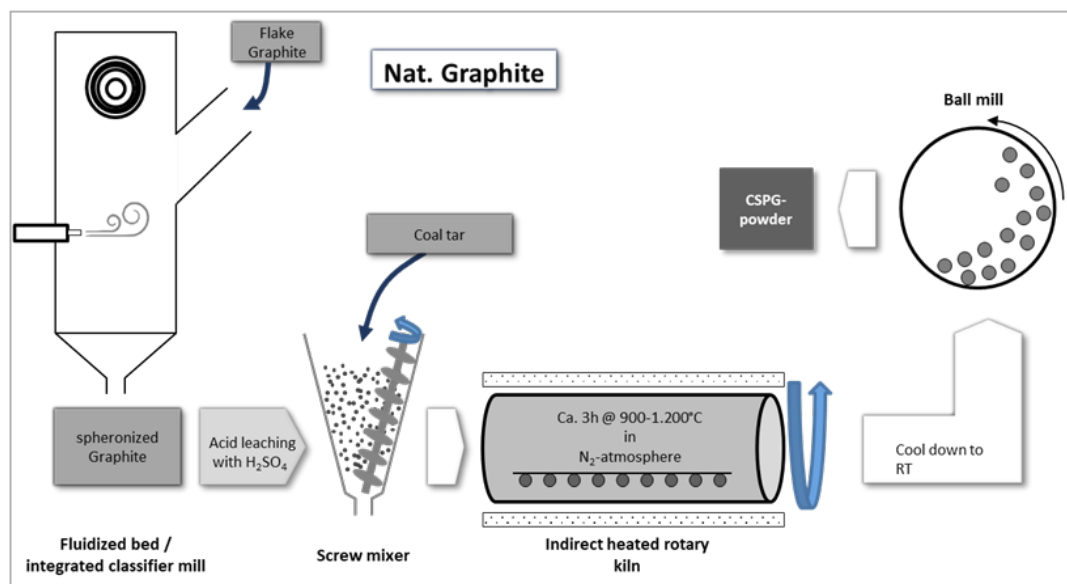 Flake
Graphite
Nat. Graphite
Ball mill
CSPG-
powder
Coal tar
spheronized
Graphite
Acid leaching
with H₂SO₄
Ca. 3h @ 900-1.200°C
in
N₂-atmosphere
Cool down to
RT
Fluidized bed /
integrated classifier mill
Screw mixer
Indirect heated rotary
kiln